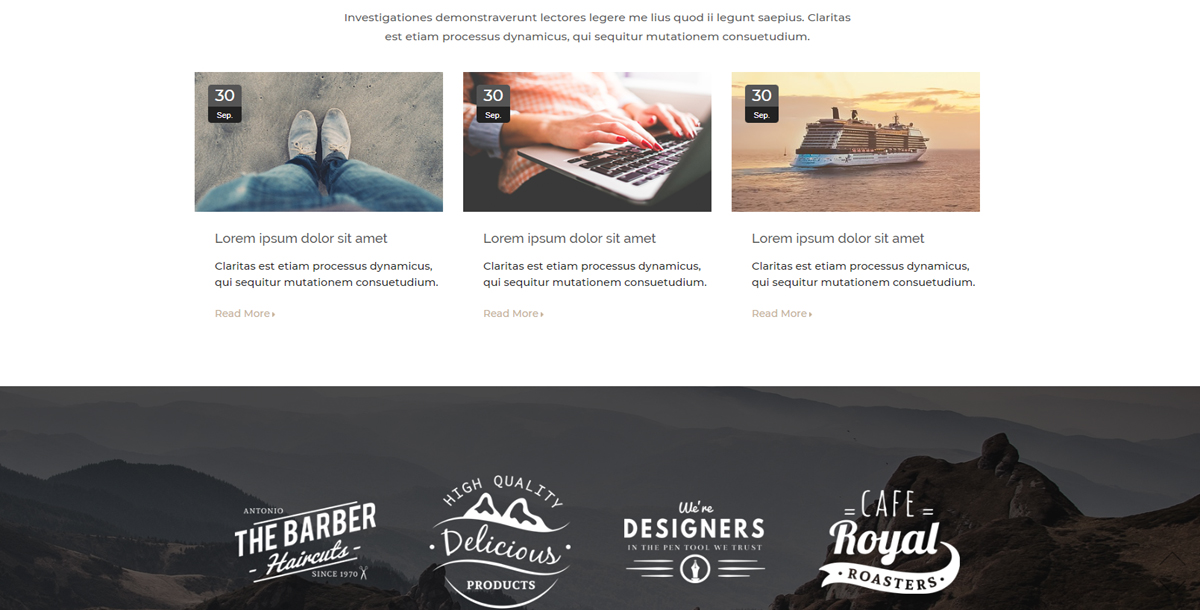 Investigationes demonstraverunt lectores legere me lius quod ii legunt saepius. Claritas
est etiam processus dynamicus, qui sequitur mutationem consuetudium.
30
Sep.
30
Sep.
30
Sep.
Lorem ipsum dolor sit amet
Claritas est etiam processus dynamicus,
qui sequitur mutationem consuetudium.
Read More
Lorem ipsum dolor sit amet
Claritas est etiam processus dynamicus,
qui sequitur mutationem consuetudium.
Read More
Lorem ipsum dolor sit amet
Claritas est etiam processus dynamicus,
qui sequitur mutationem consuetudium.
Read More
ANTONIO
THE BARBER
- Haircuts -
SINCE 1970
HIGH QUALITY
Delicious
PRODUCTS
We're
DESIGNERS
IN THE PEN TOOL WE TRUST
= CAFE =
Royal
• ROASTERS •